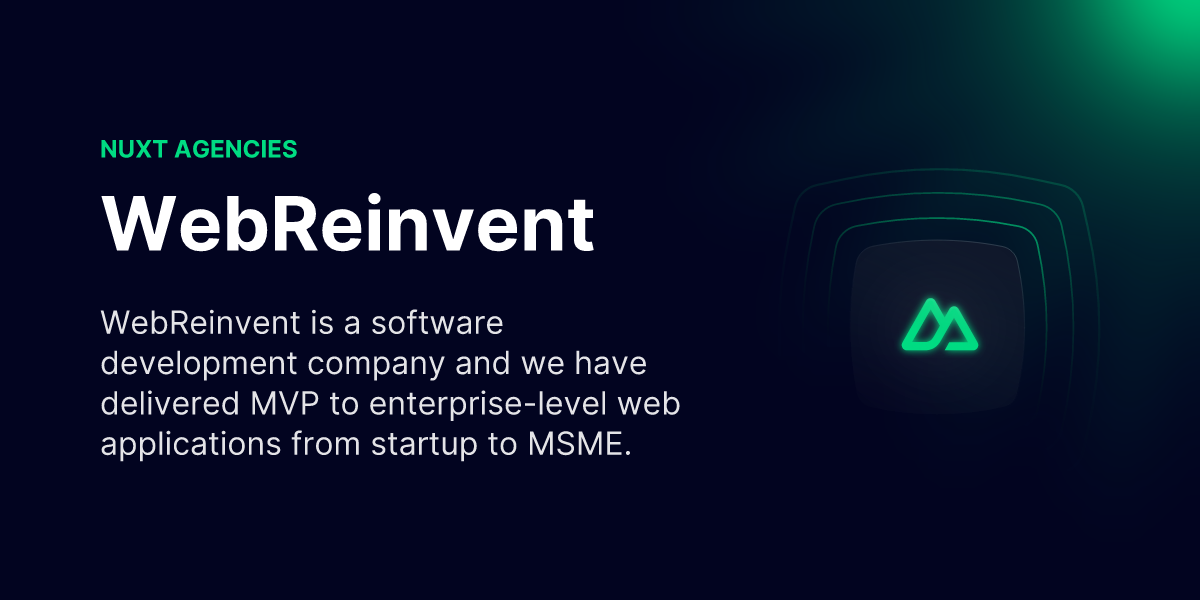 NUXT AGENCIES
WebReinvent
WebReinvent is a software
development company and we have
delivered MVP to enterprise-level web
applications from startup to MSME.